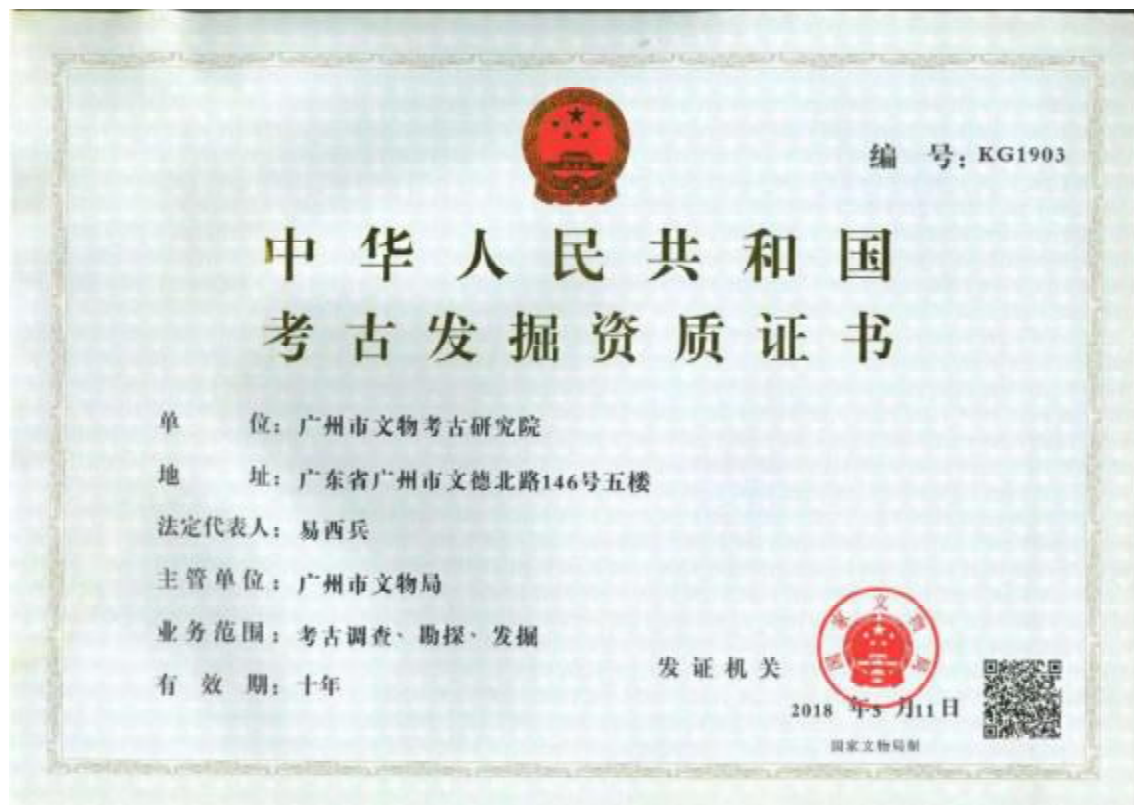 编 号：KG1903
中华人民共和国
考古发掘资质证书
单 位：广州市文物考古研究院
地 址：广东省广州市文德北路146号五楼
法定代表人：易西兵
主管单位：广州市文物局
业务范围：考古调查、勘探、发掘
有 效 期：十年
国家文物局
发证机关
2018 年5 月11日
国家文物局制